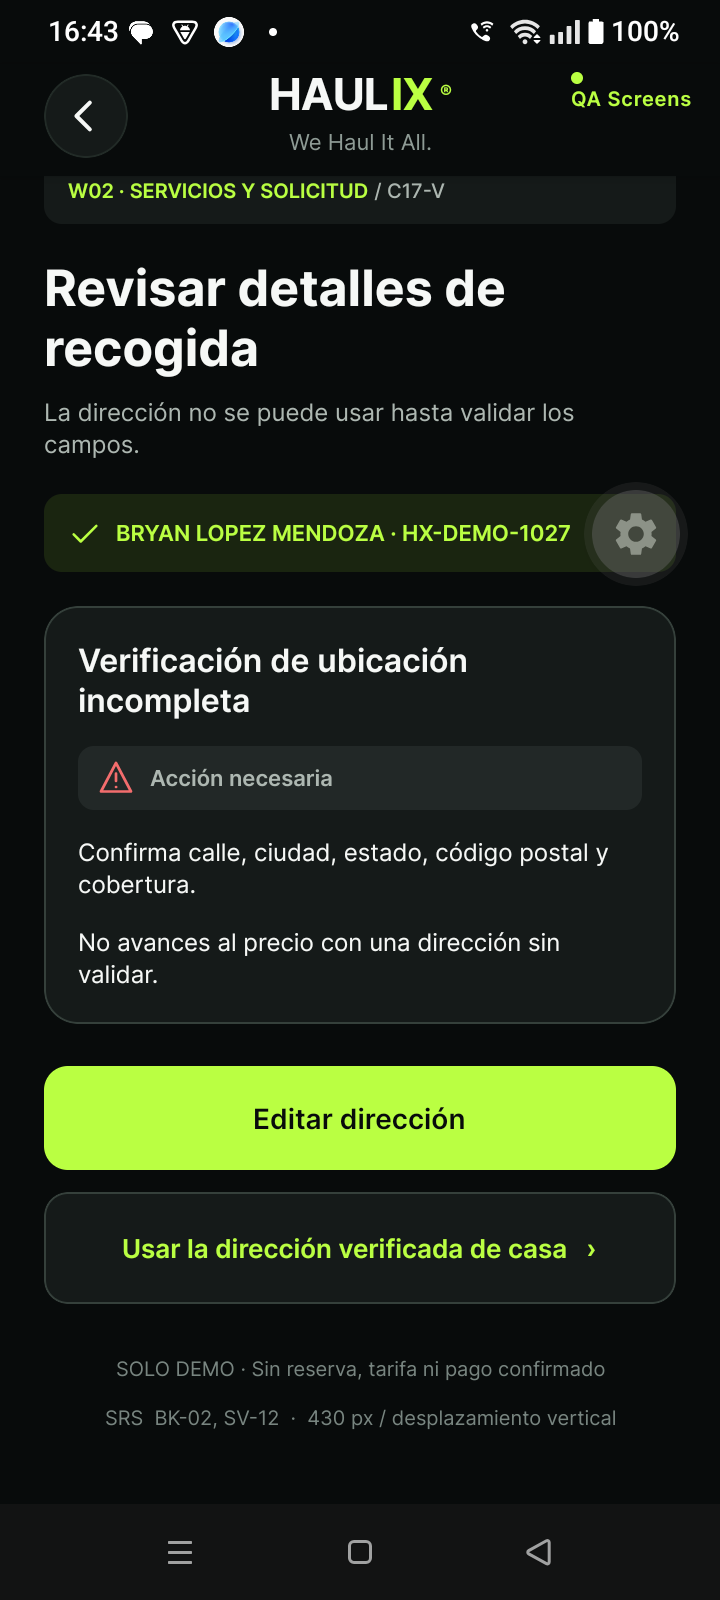 16:43
100%
HAULIX ®
We Haul It All.
QA Screens
W02 · SERVICIOS Y SOLICITUD / C17-V
Revisar detalles de
recogida
La dirección no se puede usar hasta validar los
campos.
BRYAN LOPEZ MENDOZA · HX-DEMO-1027
Verificación de ubicación
incompleta
Acción necesaria
Confirma calle, ciudad, estado, código postal y
cobertura.
No avances al precio con una dirección sin
validar.
Editar dirección
Usar la dirección verificada de casa ›
SOLO DEMO · Sin reserva, tarifa ni pago confirmado
SRS BK-02, SV-12 · 430 px / desplazamiento vertical